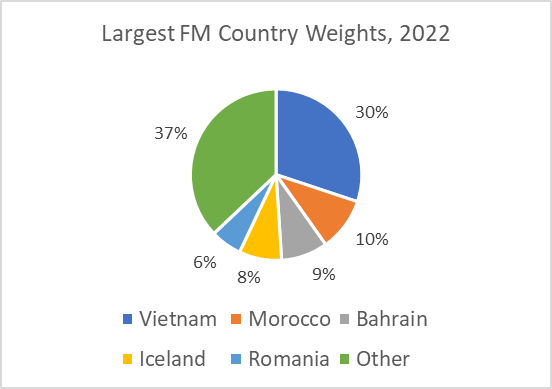 Largest FM Country Weights, 2022
30%
37%
10%
9%
8%
6%
Vietnam Morocco Bahrain
Iceland Romania Other